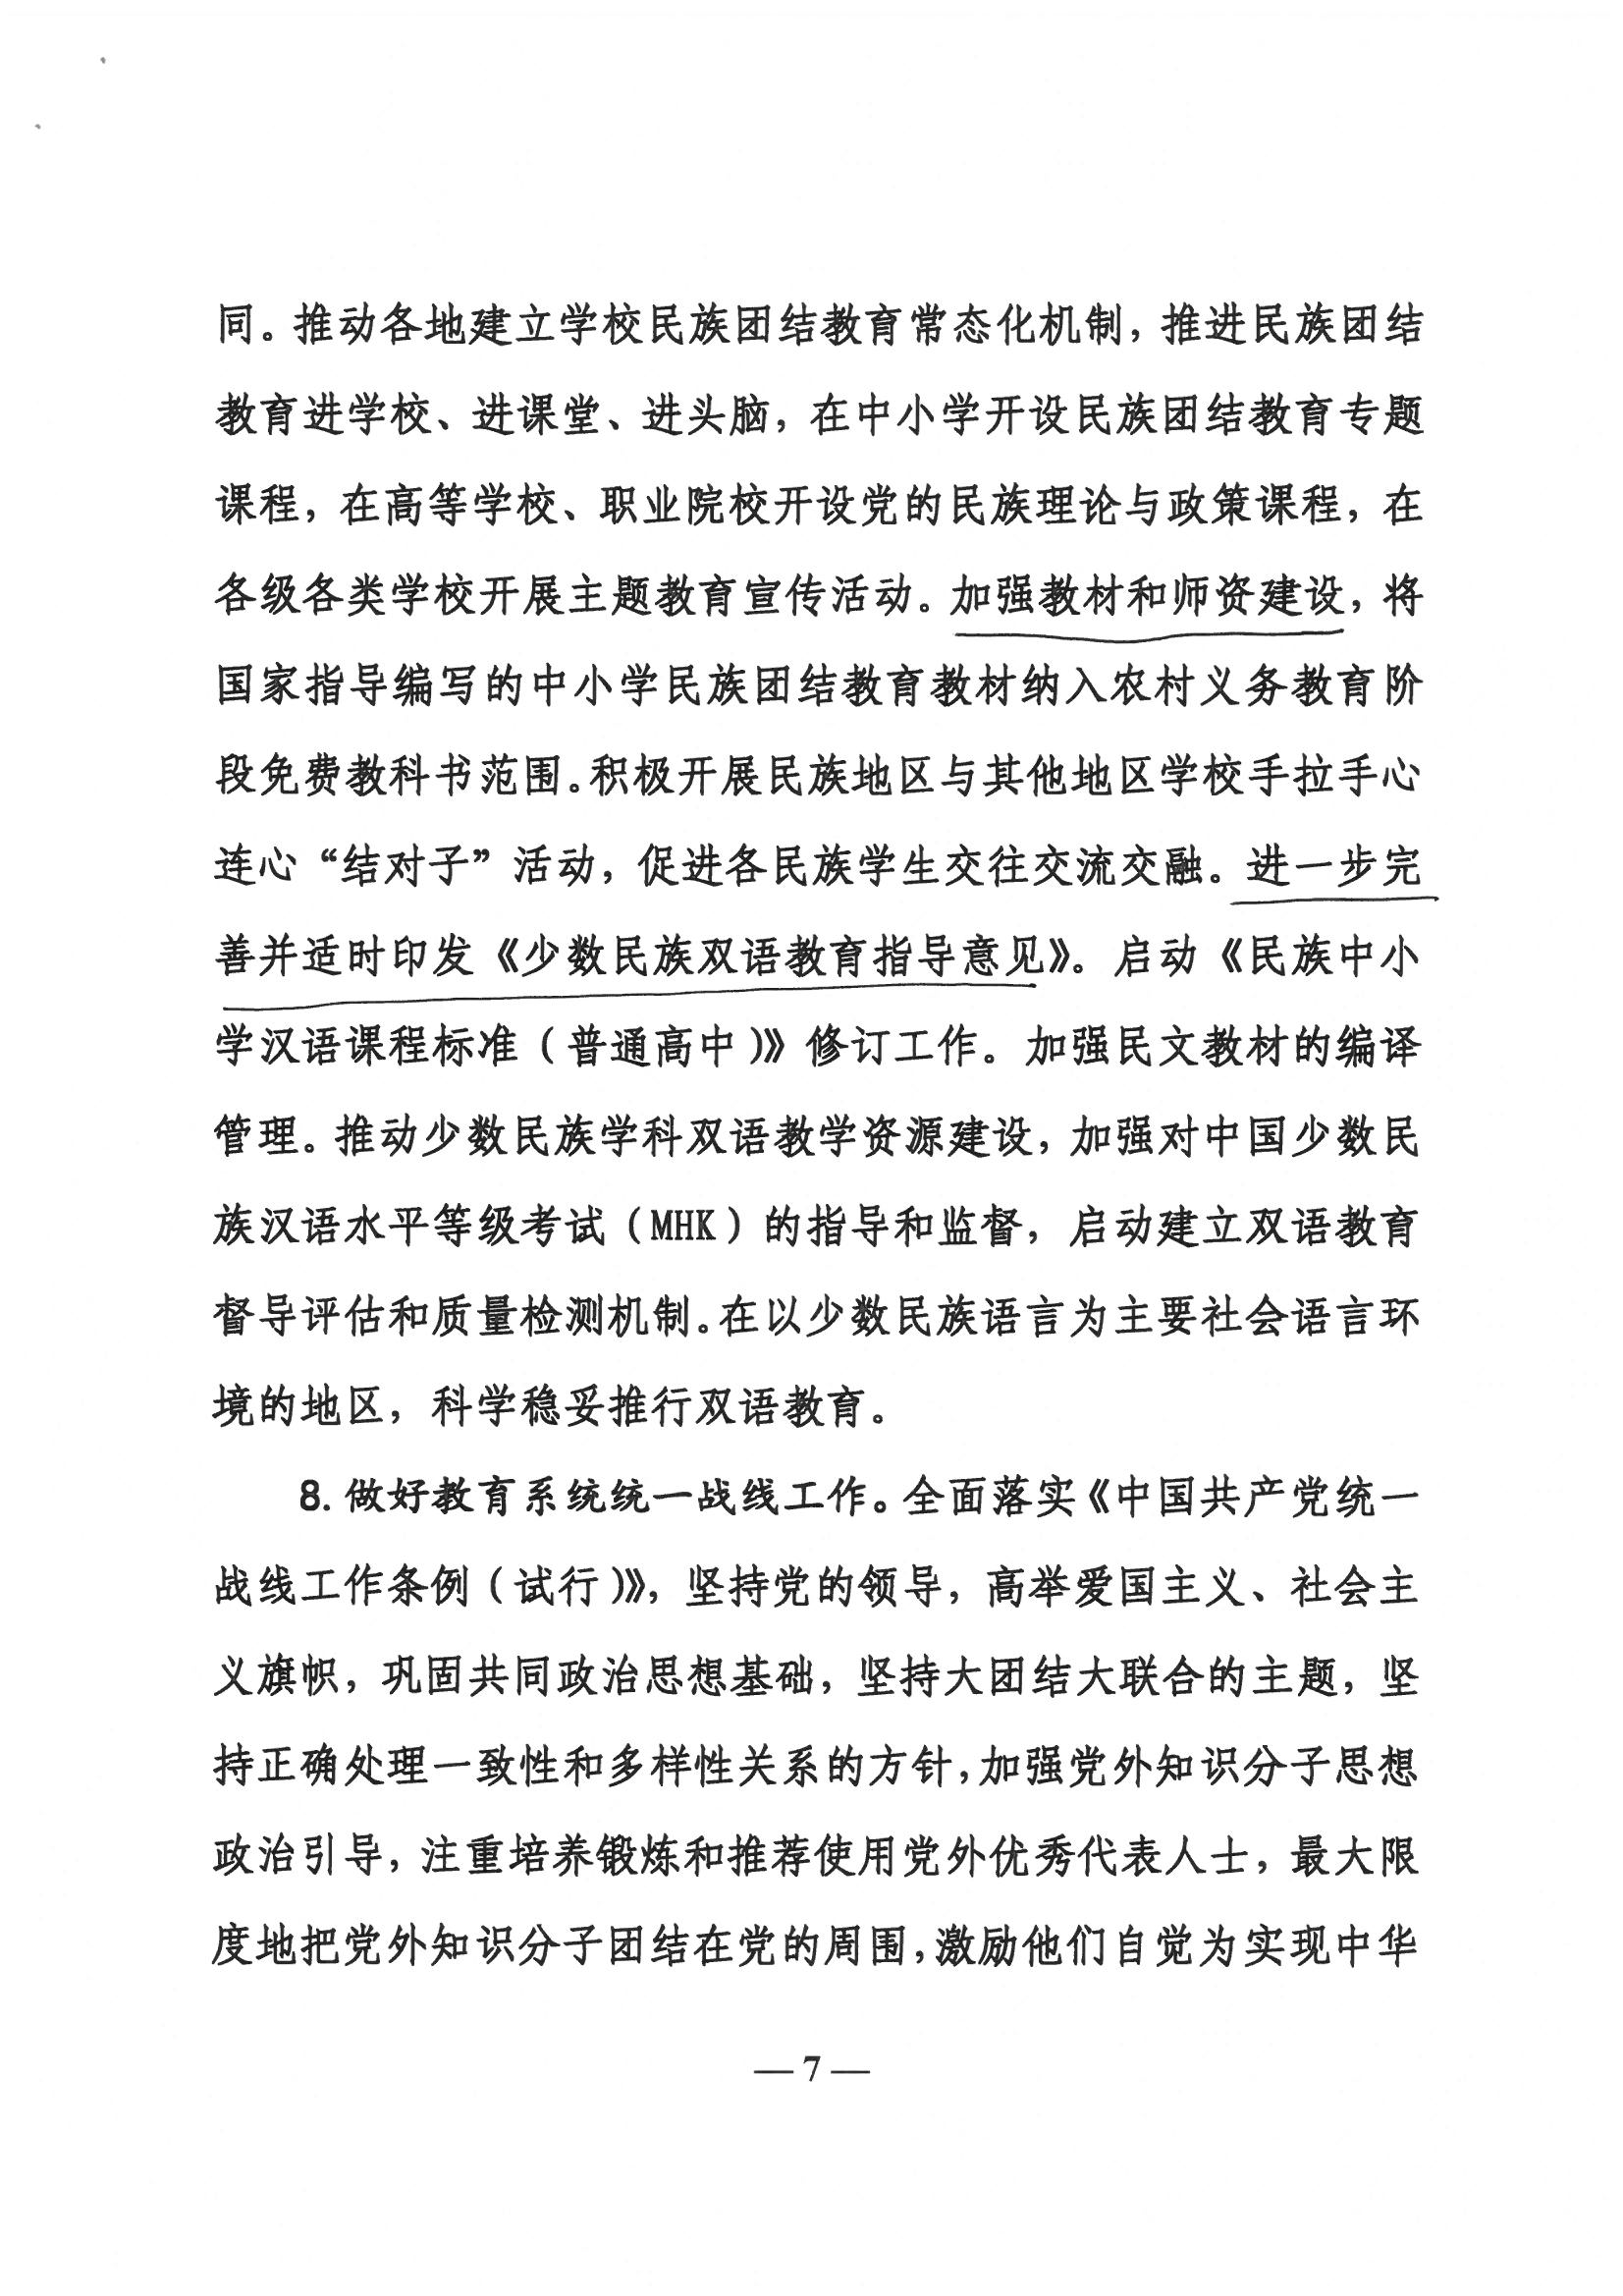 同。推动各地建立学校民族团结教育常态化机制，推进民族团结
教育进学校、进课堂、进头脑，在中小学开设民族团结教育专题
课程，在高等学校、职业院校开设党的民族理论与政策课程，在
各级各类学校开展主题教育宣传活动。加强教材和师资建设，将
国家指导编写的中小学民族团结教育教材纳入农村义务教育阶
段免费教科书范围。积极开展民族地区与其他地区学校手拉手心
连心“结对子”活动，促进各民族学生交往交流交融。进一步完
善并适时印发《少数民族双语教育指导意见》。启动《民族中小
学汉语课程标准（普通高中）》修订工作。加强民文教材的编译
管理。推动少数民族学科双语教学资源建设，加强对中国少数民
族汉语水平等级考试（MHK）的指导和监督，启动建立双语教育
督导评估和质量检测机制。在以少数民族语言为主要社会语言环
境的地区，科学稳妥推行双语教育。
8. 做好教育系统统一战线工作。全面落实《中国共产党统一
战线工作条例（试行）》，坚持党的领导，高举爱国主义、社会主
义旗帜，巩固共同政治思想基础，坚持大团结大联合的主题，坚
持正确处理一致性和多样性关系的方针，加强党外知识分子思想
政治引导，注重培养锻炼和推荐使用党外优秀代表人士，最大限
度地把党外知识分子团结在党的周围，激励他们自觉为实现中华
— 7 —